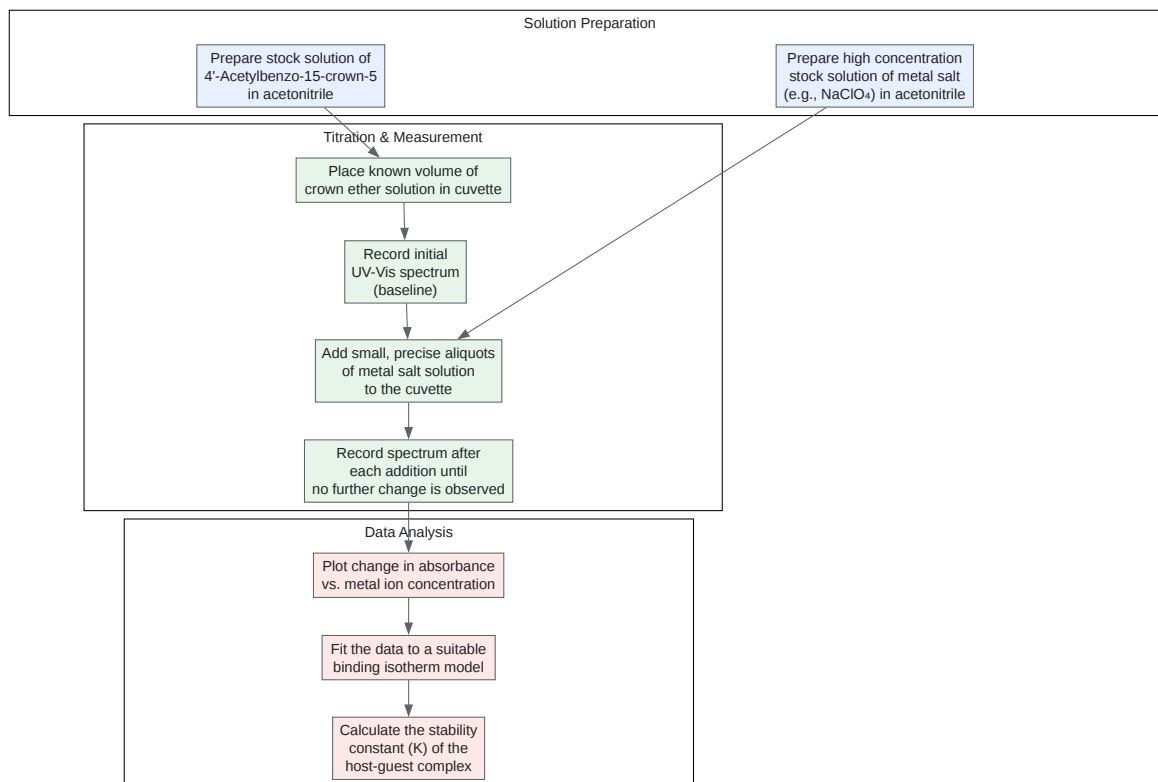 Solution Preparation
Prepare stock solution of
4'-Acetylbenzo-15-crown-5
in acetonitrile
Prepare high concentration
stock solution of metal salt
(e.g., NaClO₄) in acetonitrile
Titration & Measurement
Place known volume of
crown ether solution in cuvette
Record initial
UV-Vis spectrum
(baseline)
Add small, precise aliquots
of metal salt solution
to the cuvette
Record spectrum after
each addition until
no further change is observed
Data Analysis
Plot change in absorbance
vs. metal ion concentration
Fit the data to a suitable
binding isotherm model
Calculate the stability
constant (K) of the
host-guest complex